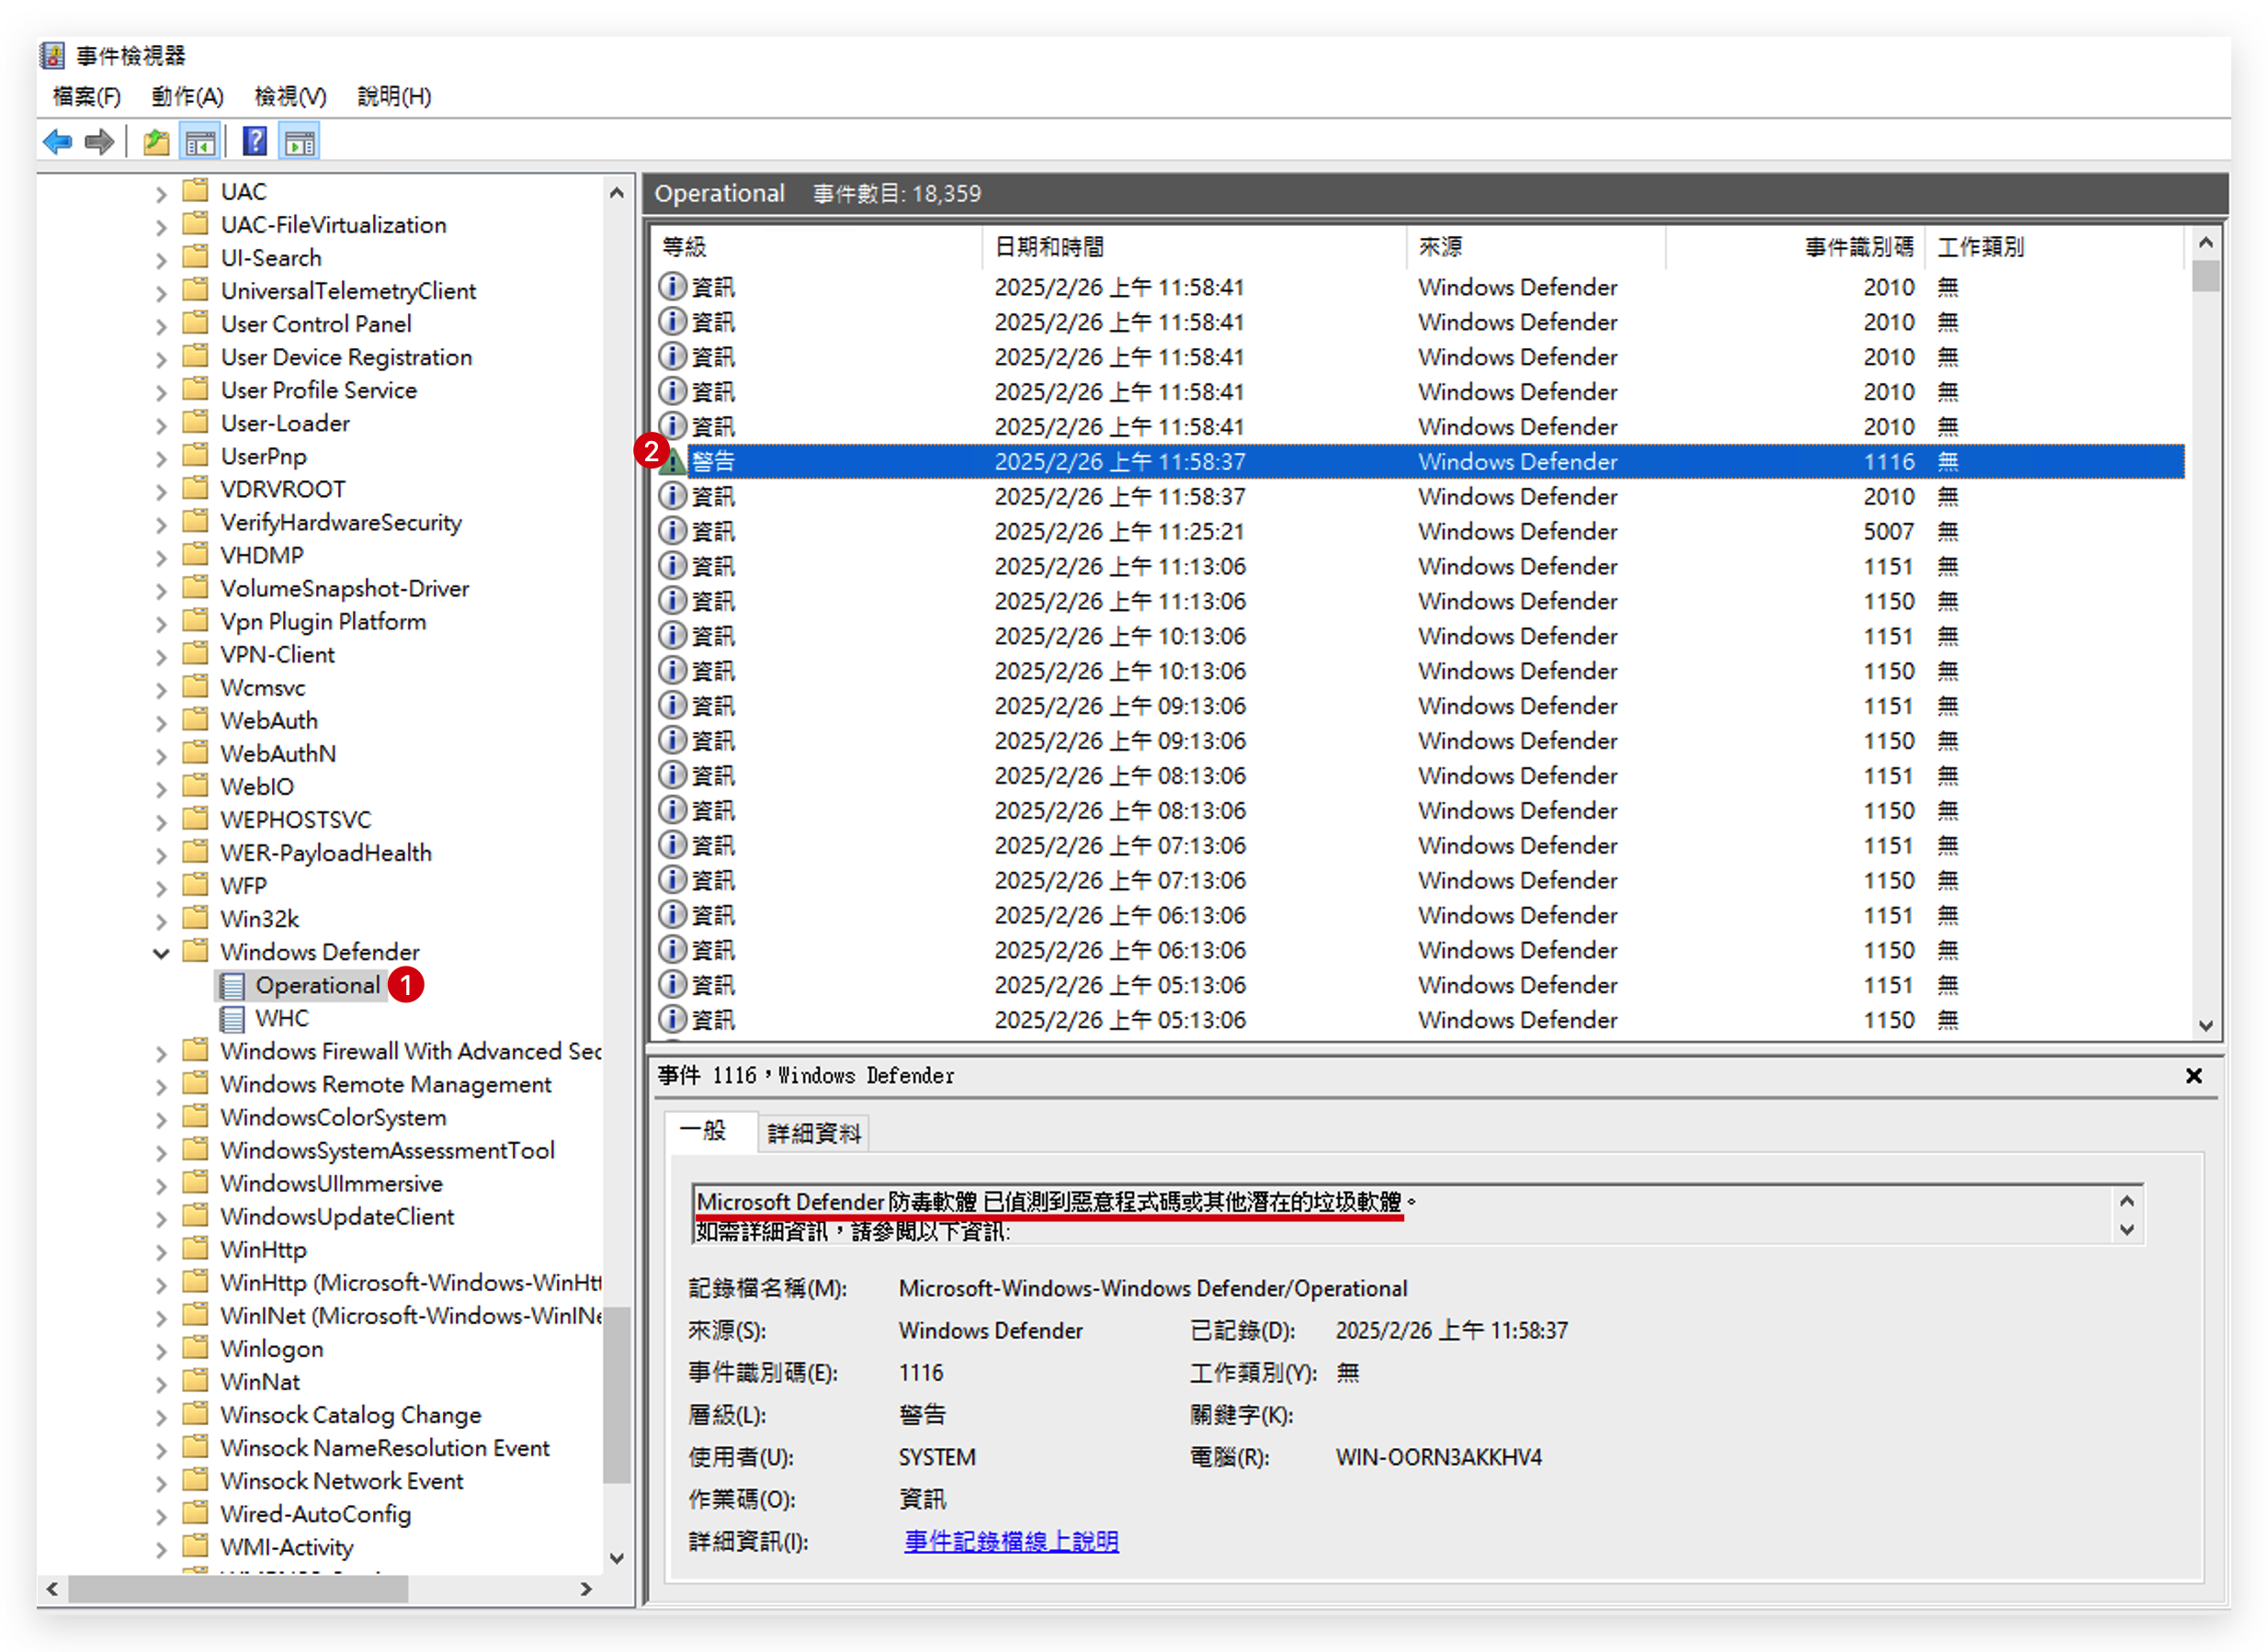 事件檢視器
檔案(F) 動作(A) 檢視(V) 說明(H)
UAC
UAC-FileVirtualization
UI-Search
UniversalTelemetryClient
User Control Panel
User Device Registration
User Profile Service
User-Loader
UserPnp
VDRVROOT
VerifyHardwareSecurity
VHDMP
VolumeSnapshot-Driver
Vpn Plugin Platform
VPN-Client
Wcmsvc
WebAuth
WebAuthN
WebIO
WEPHOSTSVC
WER-PayloadHealth
WFP
Win32k
Windows Defender
Operational 1
WHC
Windows Firewall With Advanced Sec
Windows Remote Management
WindowsColorSystem
WindowsSystemAssessmentTool
WindowsUIImmersive
WindowsUpdateClient
WinHttp
WinHttp (Microsoft-Windows-WinHtt
WinINet (Microsoft-Windows-WinINe
Winlogon
WinNat
Winsock Catalog Change
Winsock NameResolution Event
Winsock Network Event
Wired-AutoConfig
WMI-Activity
Operational 事件數目: 18,359
等級 日期和時間 來源 事件識別碼 工作類別
資訊 2025/2/26 上午 11:58:41 Windows Defender 2010 無
資訊 2025/2/26 上午 11:58:41 Windows Defender 2010 無
資訊 2025/2/26 上午 11:58:41 Windows Defender 2010 無
資訊 2025/2/26 上午 11:58:41 Windows Defender 2010 無
資訊 2025/2/26 上午 11:58:41 Windows Defender 2010 無
2 警告 2025/2/26 上午 11:58:37 Windows Defender 1116 無
資訊 2025/2/26 上午 11:58:37 Windows Defender 2010 無
資訊 2025/2/26 上午 11:25:21 Windows Defender 5007 無
資訊 2025/2/26 上午 11:13:06 Windows Defender 1151 無
資訊 2025/2/26 上午 11:13:06 Windows Defender 1150 無
資訊 2025/2/26 上午 10:13:06 Windows Defender 1151 無
資訊 2025/2/26 上午 10:13:06 Windows Defender 1150 無
資訊 2025/2/26 上午 09:13:06 Windows Defender 1151 無
資訊 2025/2/26 上午 09:13:06 Windows Defender 1150 無
資訊 2025/2/26 上午 08:13:06 Windows Defender 1151 無
資訊 2025/2/26 上午 08:13:06 Windows Defender 1150 無
資訊 2025/2/26 上午 07:13:06 Windows Defender 1151 無
資訊 2025/2/26 上午 07:13:06 Windows Defender 1150 無
資訊 2025/2/26 上午 06:13:06 Windows Defender 1151 無
資訊 2025/2/26 上午 06:13:06 Windows Defender 1150 無
資訊 2025/2/26 上午 05:13:06 Windows Defender 1151 無
資訊 2025/2/26 上午 05:13:06 Windows Defender 1150 無
事件 1116，Windows Defender
一般 詳細資料
Microsoft Defender 防毒軟體 已偵測到惡意程式碼或其他潛在的垃圾軟體。
如需詳細資訊，請參閱以下資訊:
記錄檔名稱(M): Microsoft-Windows-Windows Defender/Operational
來源(S): Windows Defender 已記錄(D): 2025/2/26 上午 11:58:37
事件識別碼(E): 1116 工作類別(Y): 無
層級(L): 警告 關鍵字(K):
使用者(U): SYSTEM 電腦(R): WIN-OORN3AKKHV4
作業碼(O): 資訊
詳細資訊(I): 事件記錄檔線上說明